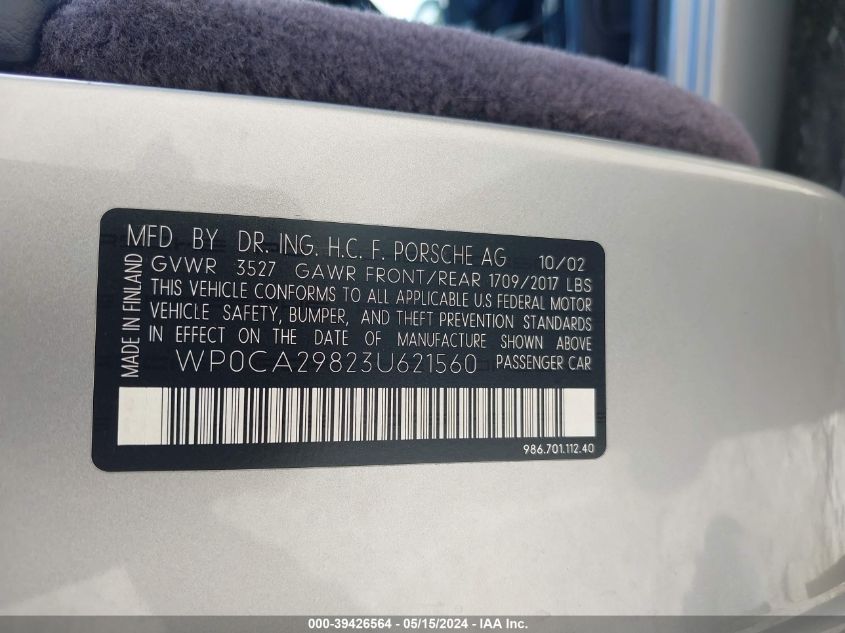 MFD. BY DR. ING. H.C. F. PORSCHE AG 10/02
GVWR 3527 GAWR FRONT/REAR 1709/2017 LBS
THIS VEHICLE CONFORMS TO ALL APPLICABLE U.S FEDERAL MOTOR
VEHICLE SAFETY, BUMPER, AND THEFT PREVENTION STANDARDS
IN EFFECT ON THE DATE OF MANUFACTURE SHOWN ABOVE
WP0CA29823U621560 PASSENGER CAR
MADE IN FINLAND
986.701.112.40
000-39426564 - 05/15/2024 - IAA Inc.